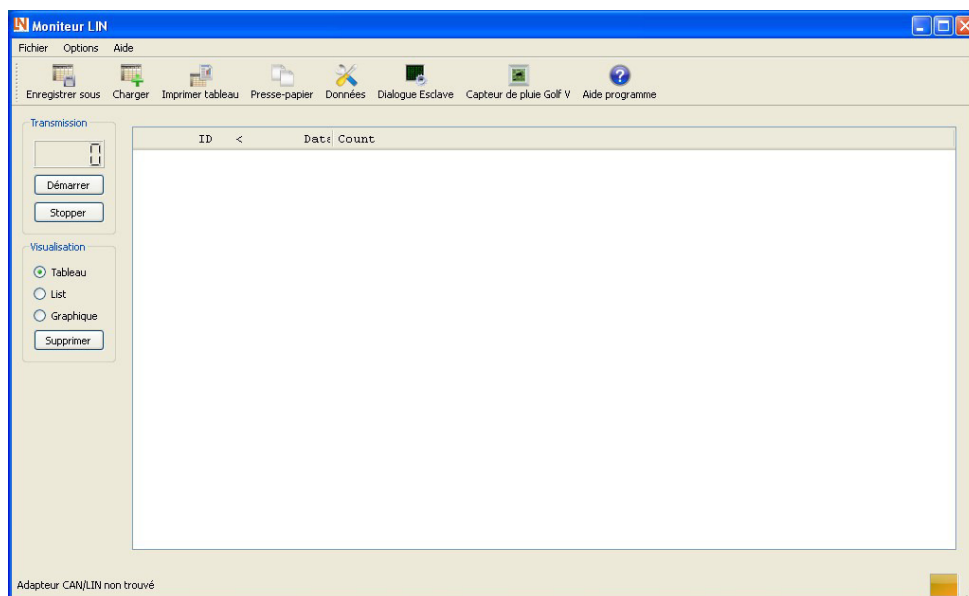 Moniteur LIN
Fichier Options Aide
Enregistrer sous Charger Imprimer tableau Presse-papier Données Dialogue Esclave Capteur de pluie Golf V Aide programme
Transmission
0
Démarrer
Stopper
Visualisation
Tableau
List
Graphique
Supprimer
ID < Data Count
Adapteur CAN/LIN non trouvé